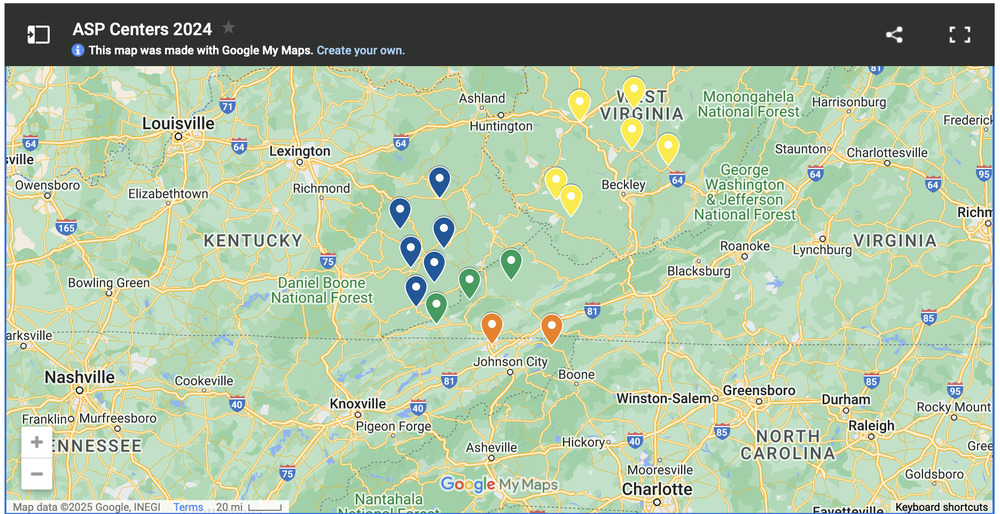 ASP Centers 2024
This map was made with Google My Maps. Create your own.
81
Ashland
WEST
VIRGINIA
Monongahela
National Forest
Harrisonburg
71
Louisville
Huntington
Frederick
64
64
64
Lexington
Staunton
Charlottesville
sville
George
Washington
& Jefferson
National Forest
64
64
64
95
Owensboro
Elizabethtown
Richmond
Beckley
Richm
165
KENTUCKY
VIRGINIA
Roanoke
Lynchburg
75
Blacksburg
Bowling Green
Daniel Boone
National Forest
81
85
arksville
Johnson City
Boone
Nashville
Cookeville
81
85
95
Knoxville
40
40
Winston-Salem
Greensboro
Durham
Rocky Mount
Franklin
Murfreesboro
Pigeon Forge
Raleigh
85
ENNESSEE
Asheville
Hickory
40
NORTH
CAROLINA
Gree
75
Mooresville
Goldsboro
Google My Maps
Charlotte
Nantahala
National Forest
Fayetteville
Map data ©2025 Google, INEGI
Terms
20 mi
Keyboard shortcuts